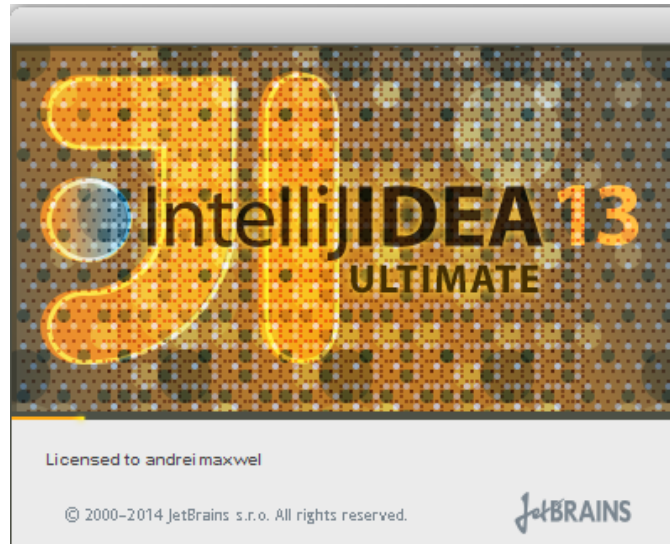 IntelliJIDEA 13
ULTIMATE
Licensed to andrei maxwel
© 2000–2014 JetBrains s.r.o. All rights reserved.
JetBRAINS